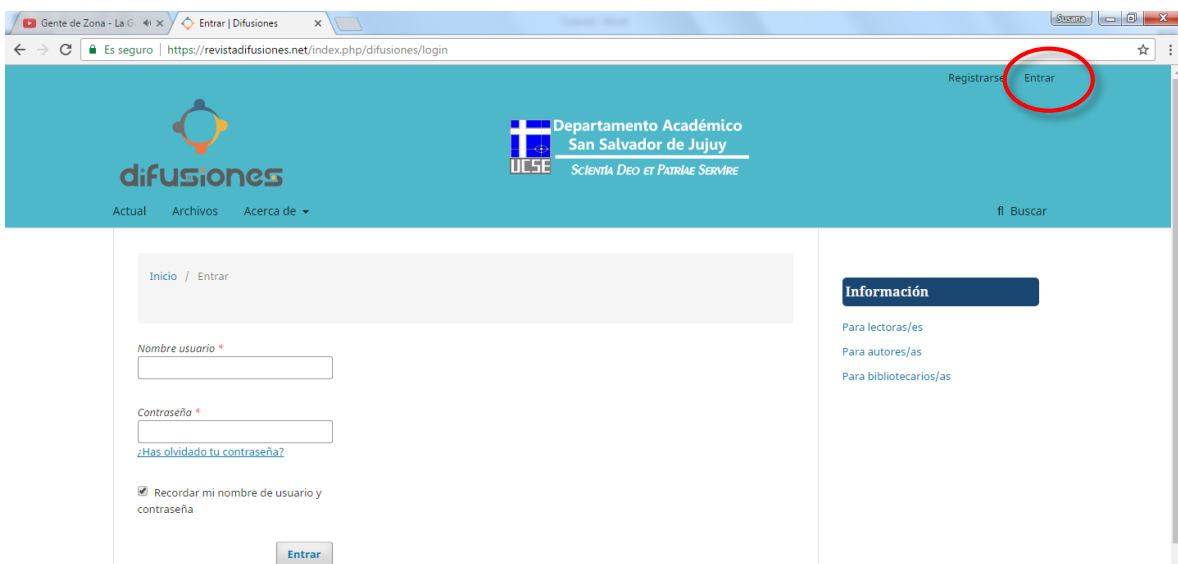 Gente de Zona - La G
Entrar | Difusiones
Susana
Es seguro
https://revistadifusiones.net/index.php/difusiones/login
Registrarse
Entrar
difusiones
Departamento Académico
San Salvador de Jujuy
UCSE
Scientia Deo et Patriae Servire
Actual
Archivos
Acerca de
fl Buscar
Inicio / Entrar
Nombre usuario *
Contraseña *
¿Has olvidado tu contraseña?
Recordar mi nombre de usuario y
contraseña
Entrar
Información
Para lectoras/es
Para autores/as
Para bibliotecarios/as